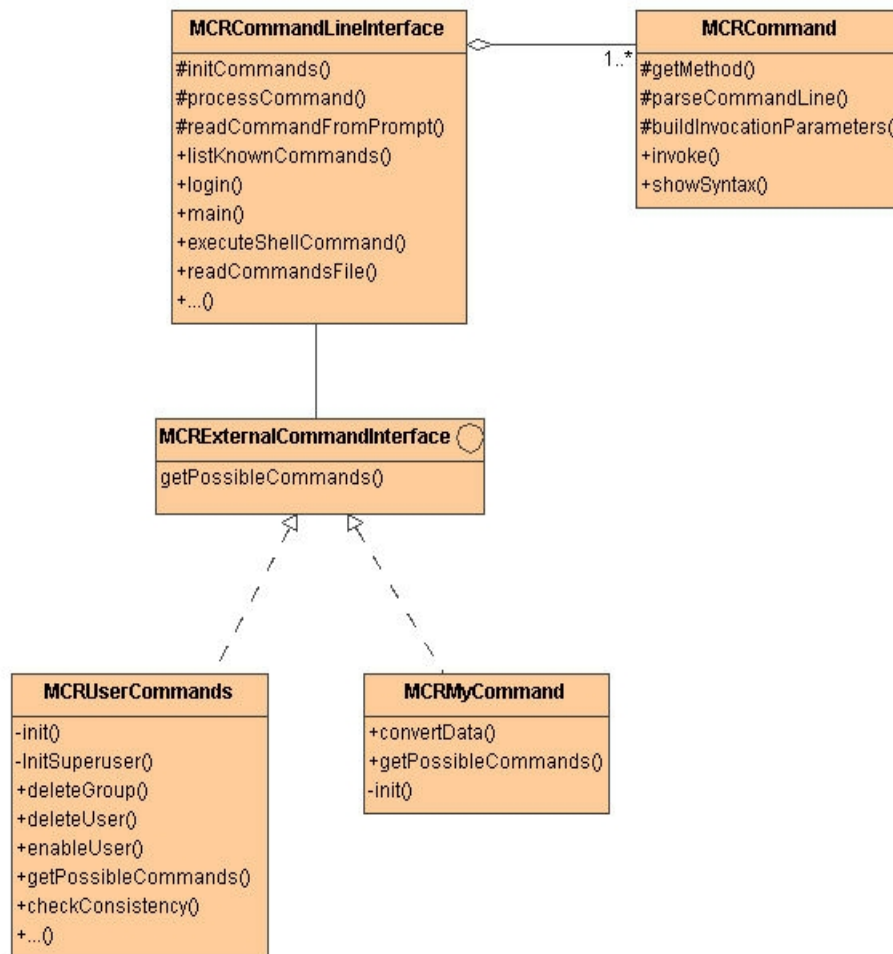 MCRCommandLineInterface
#initCommands()
#processCommand()
#readCommandFromPrompt()
+listKnownCommands()
+login()
+main()
+executeShellCommand()
+readCommandsFile()
+...()
1..*
MCRCommand
#getMethod()
#parseCommandLine()
#buildInvocationParameters()
+invoke()
+showSyntax()
MCRExternalCommandInterface
getPossibleCommands()
MCRUserCommands
-init()
-InitSuperuser()
+deleteGroup()
+deleteUser()
+enableUser()
+getPossibleCommands()
+checkConsistency()
+...()
MCRMyCommand
+convertData()
+getPossibleCommands()
-init()